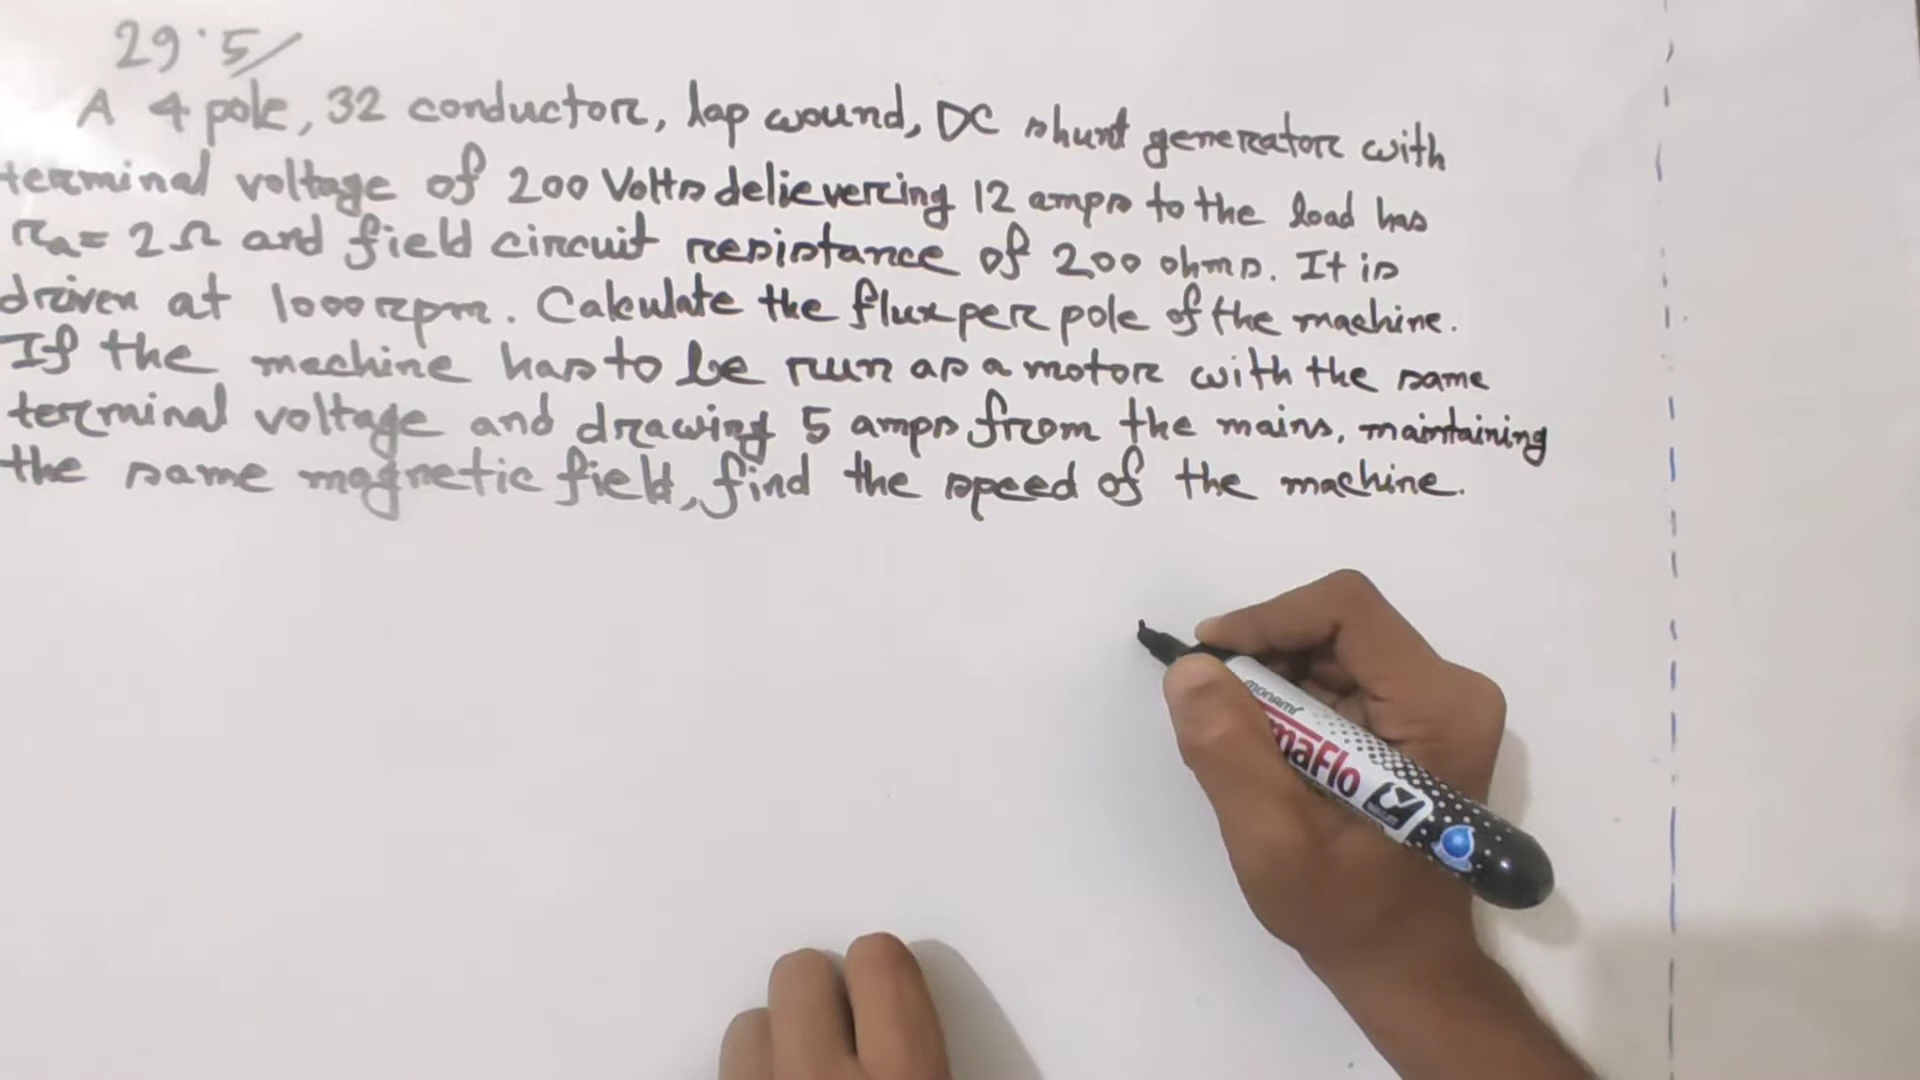 29.5/
A 4 pole, 32 conductor, lap wound, DC shunt generator with
terminal voltage of 200 Volts delievering 12 amps to the load has
ra = 2Ω and field circuit resistance of 200 ohms. It is
driven at 1000 rpm. Calculate the flux per pole of the machine.
If the machine has to be run as a motor with the same
terminal voltage and drawing 5 amps from the mains, maintaining
the same magnetic field, find the speed of the machine.
monami
maFlo